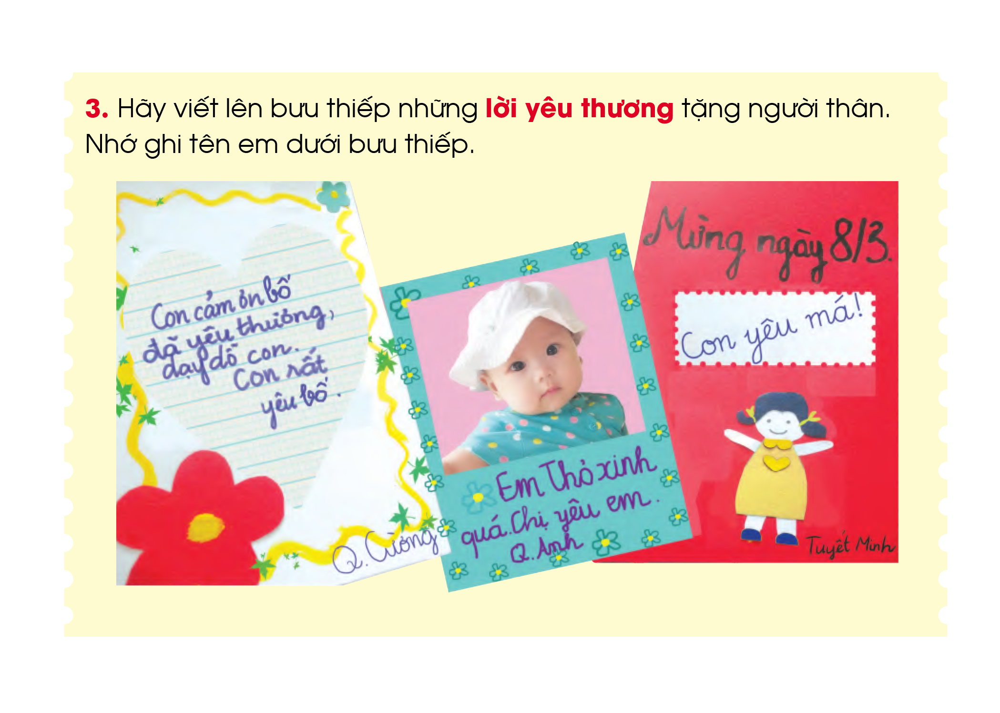 3. Hãy viết lên bưu thiếp những lời yêu thương tặng người thân.
Nhớ ghi tên em dưới bưu thiếp.
Con cảm ơn bố
đã yêu thương,
dạy dỗ con.
Con rất
yêu bố.
Q. Cường
Em Thỏ xinh
quá. Chị yêu em.
Q. Anh
Mừng ngày 8/3.
Con yêu má!
Tuyết Minh